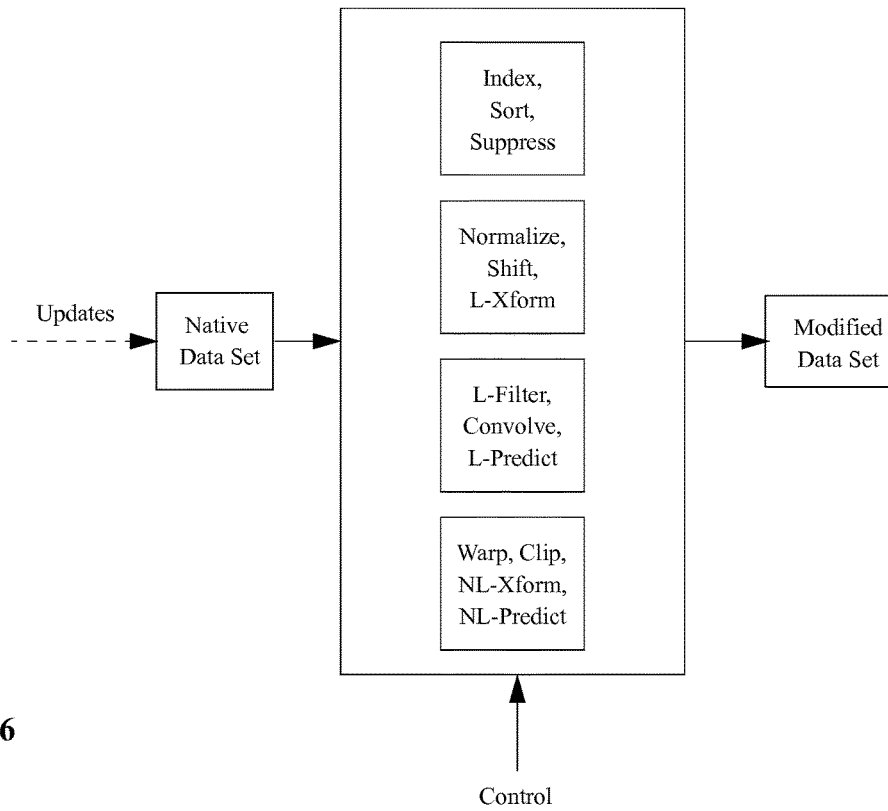 Index,
Sort,
Suppress
Normalize,
Shift,
L-Xform
Updates
Native
Data Set
Modified
Data Set
L-Filter,
Convolve,
L-Predict
Warp, Clip,
NL-Xform,
NL-Predict
6
Control